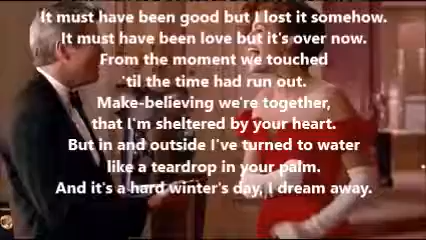 It must have been good but I lost it somehow.
It must have been love but it's over now.
From the moment we touched
'til the time had run out.
Make-believing we're together,
that I'm sheltered by your heart.
But in and outside I've turned to water
like a teardrop in your palm.
And it's a hard winter's day, I dream away.